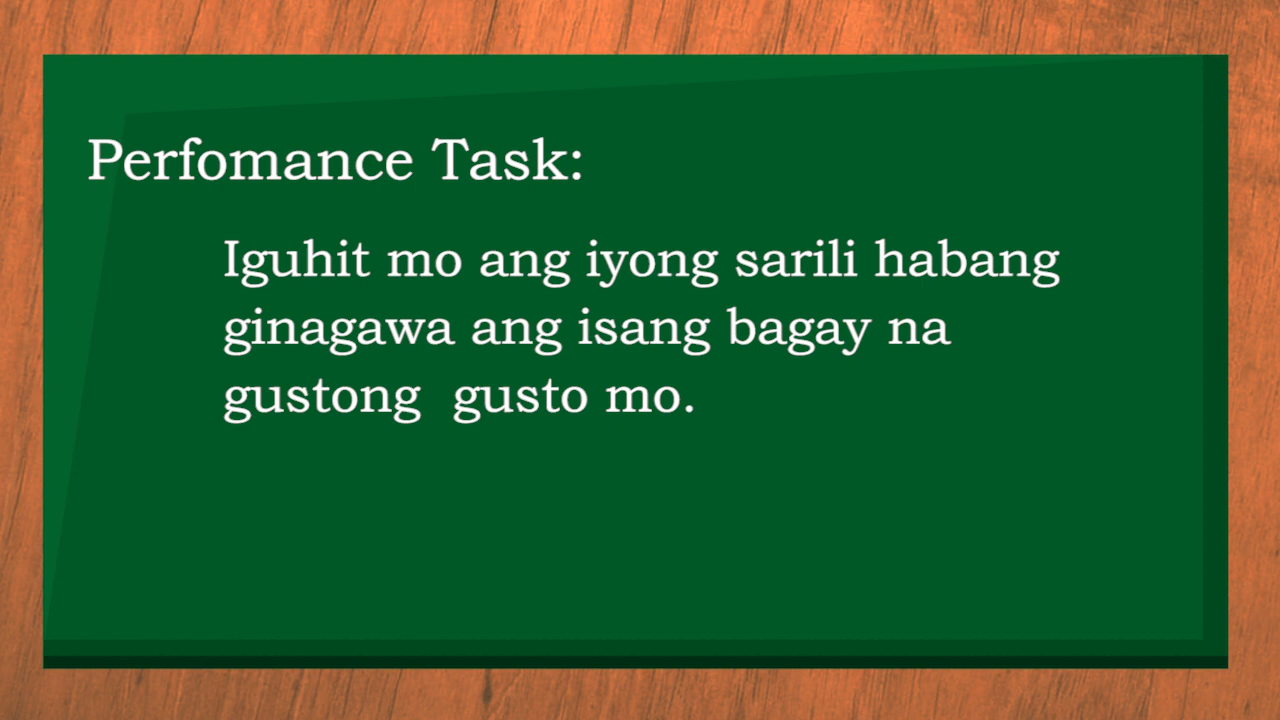 Perfomance Task:
Iguhit mo ang iyong sarili habang
ginagawa ang isang bagay na
gustong  gusto mo.